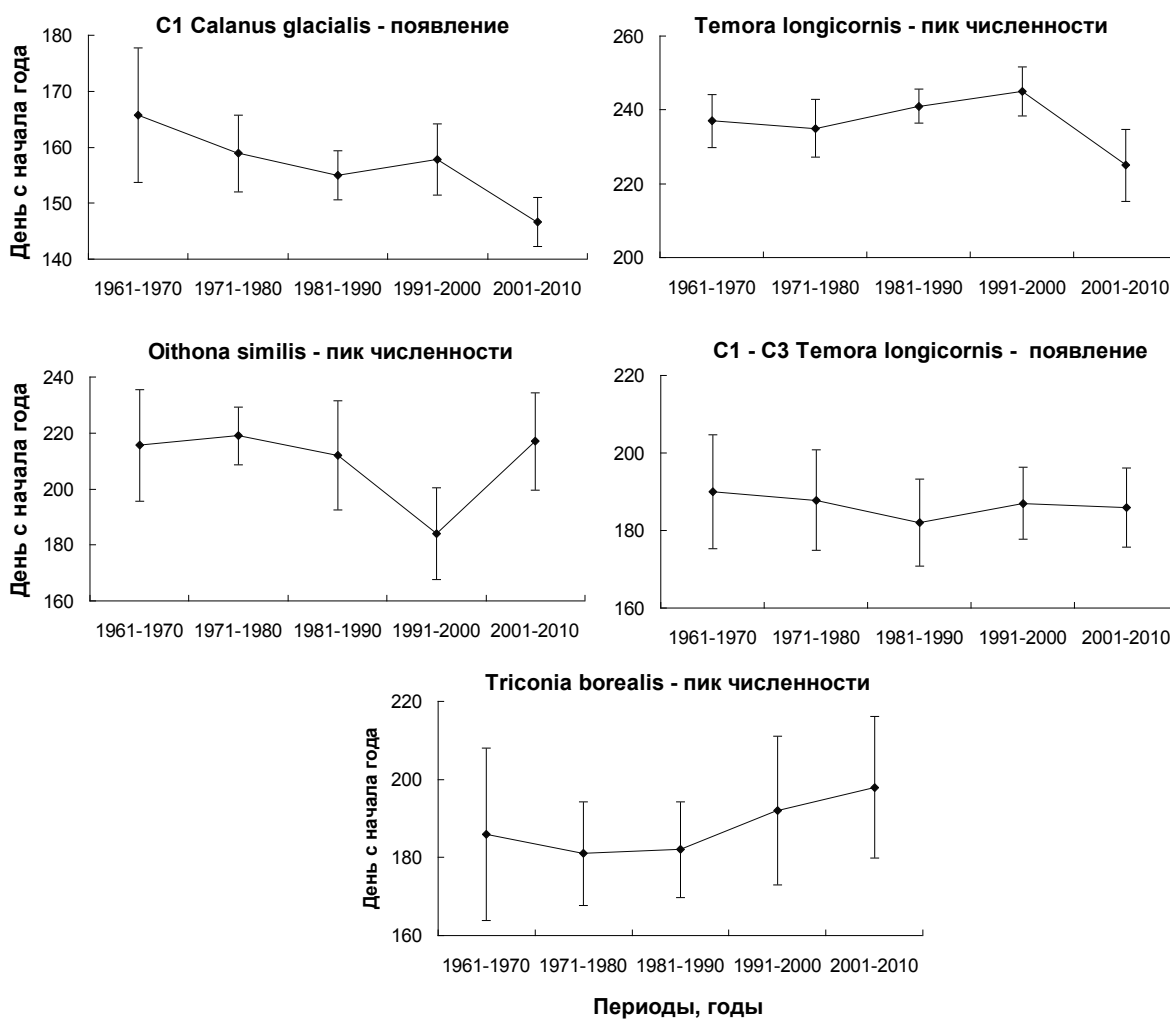 C1 Calanus glacialis - появление
День с начала года
180
170
160
150
140
1961-1970 1971-1980 1981-1990 1991-2000 2001-2010
Temora longicornis - пик численности
260
240
220
200
1961-1970 1971-1980 1981-1990 1991-2000 2001-2010
Oithona similis - пик численности
День с начала года
240
220
200
180
160
1961-1970 1971-1980 1981-1990 1991-2000 2001-2010
C1 - C3 Temora longicornis - появление
220
200
180
160
1961-1970 1971-1980 1981-1990 1991-2000 2001-2010
Triconia borealis - пик численности
День с начала года
220
200
180
160
1961-1970 1971-1980 1981-1990 1991-2000 2001-2010
Периоды, годы